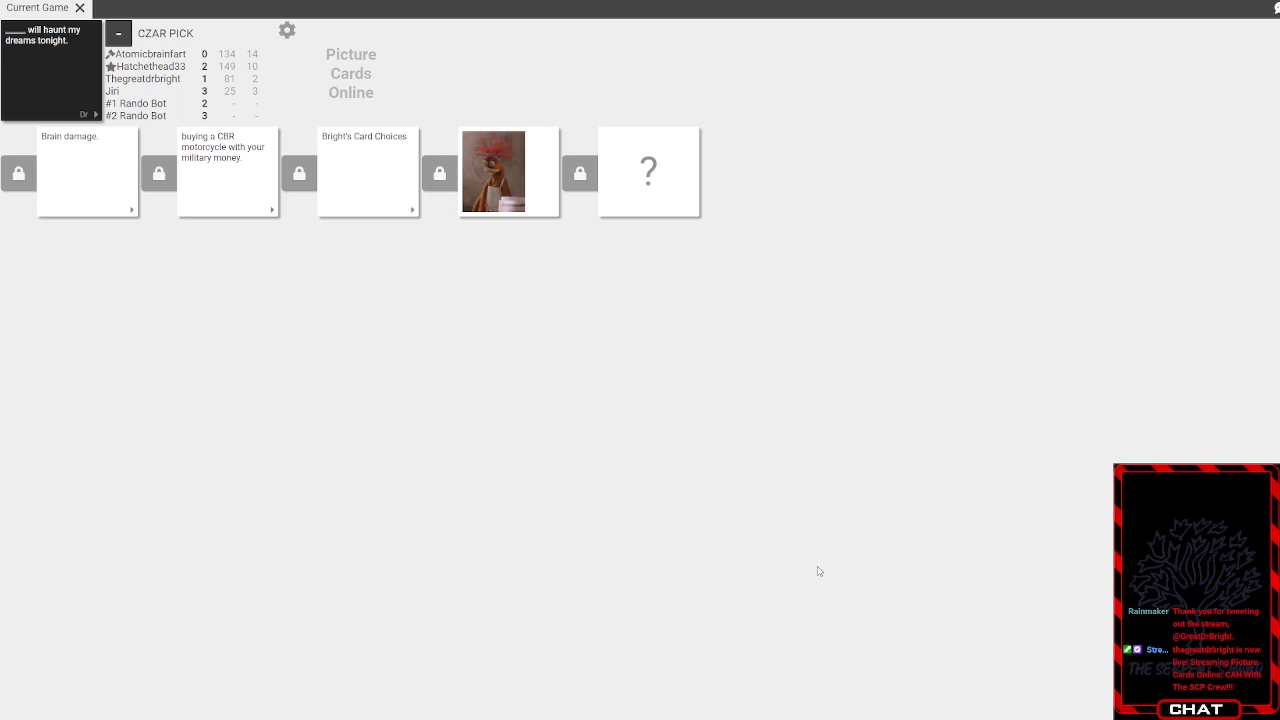 Current Game
____ will haunt my
dreams tonight.
Dr
-
CZAR PICK
Atomicbrainfart 0 134 14
Hatchethead33 2 149 10
Thegreatdrbright 1 81 2
Jiri 3 25 3
#1 Rando Bot 2 - -
#2 Rando Bot 3 - -
Picture
Cards
Online
Brain damage.
buying a CBR
motorcycle with your
military money.
Bright's Card Choices
?
Rainmaker Thank you for tweeting
out the stream,
@GreatDrBright.
Stre... thegreatdrbright is now
live! Streaming Picture
Cards Online: CAH With
The SCP Crew!!!
CHAT